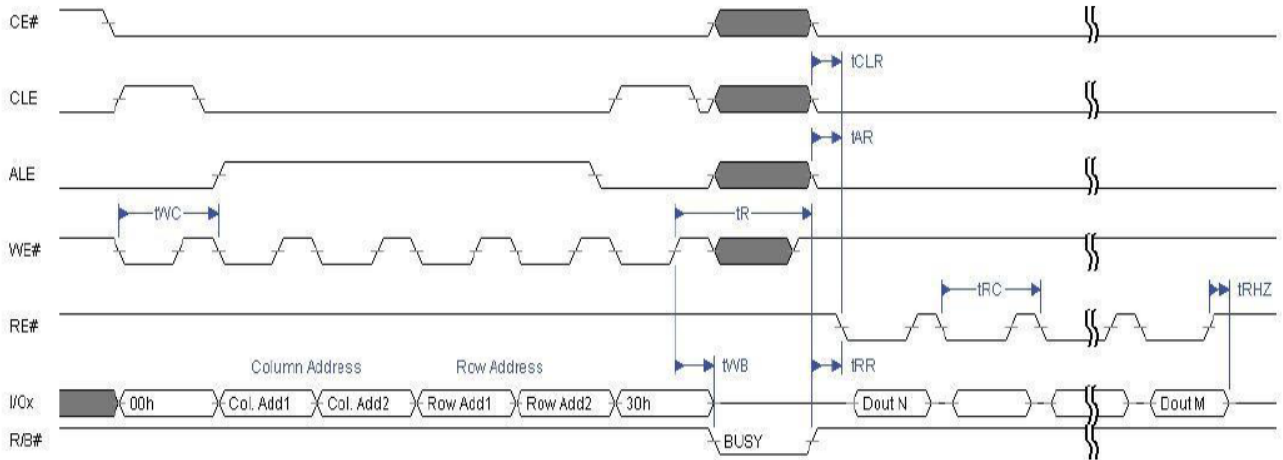 CE#
tCLR
CLE
tAR
ALE
tWC
tR
WE#
tRC
tRHZ
RE#
Column Address Row Address tWB tRR
I/Ox 00h Col. Add1 Col. Add2 Row Add1 Row Add2 30h Dout N Dout M
R/B# BUSY